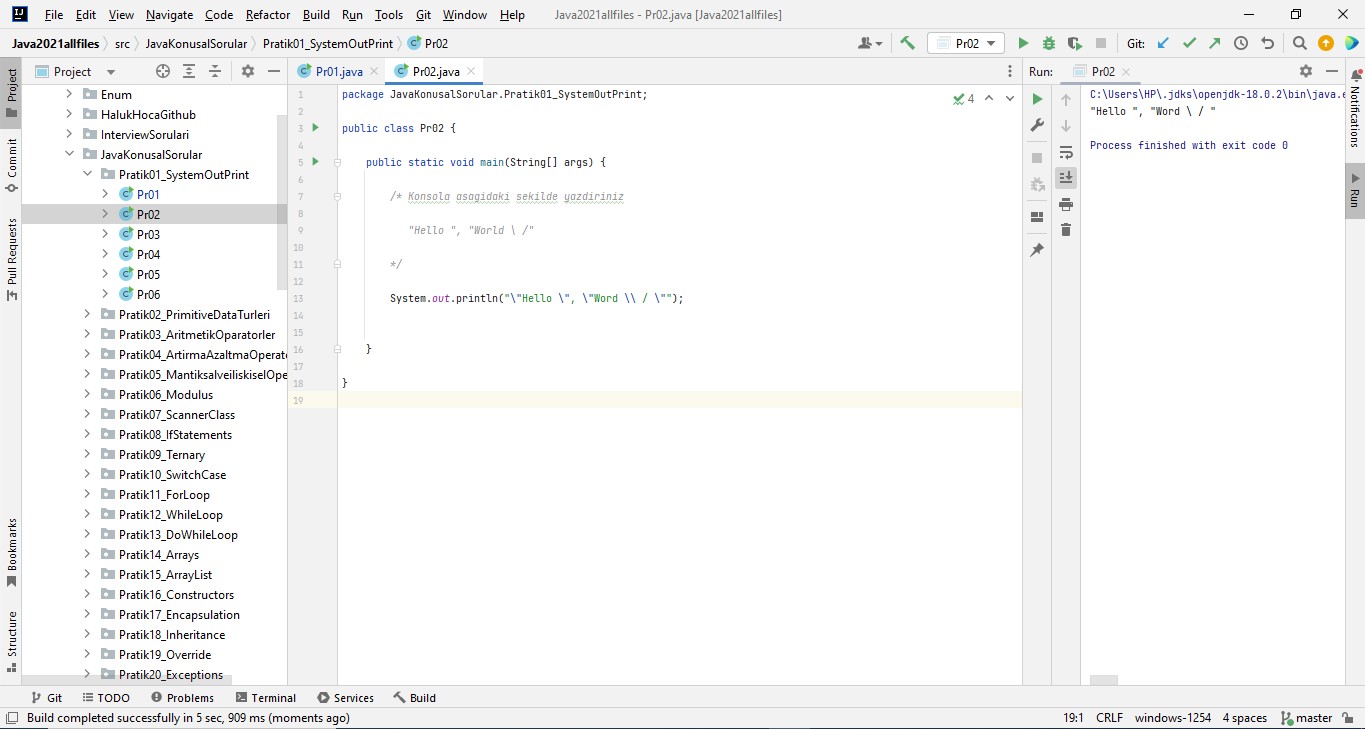 File Edit View Navigate Code Refactor Build Run Tools Git Window Help Java2021allfiles - Pr02.java [Java2021allfiles]
Java2021allfiles src JavaKonusalSorular Pratik01_SystemOutPrint Pr02 Pr02 Git:
Project Pr01.java Pr02.java Run: Pr02
Project
Commit
Pull Requests
Bookmarks
Structure
Enum
HalukHocaGithub
InterviewSorulari
JavaKonusalSorular
Pratik01_SystemOutPrint
Pr01
Pr02
Pr03
Pr04
Pr05
Pr06
Pratik02_PrimitiveDataTurleri
Pratik03_AritmetikOparatorler
Pratik04_ArtirmaAzaltmaOperato
Pratik05_MantiksalveiliskiselOpe
Pratik06_Modulus
Pratik07_ScannerClass
Pratik08_IfStatements
Pratik09_Ternary
Pratik10_SwitchCase
Pratik11_ForLoop
Pratik12_WhileLoop
Pratik13_DoWhileLoop
Pratik14_Arrays
Pratik15_ArrayList
Pratik16_Constructors
Pratik17_Encapsulation
Pratik18_Inheritance
Pratik19_Override
Pratik20_Exceptions
1 package JavaKonusalSorular.Pratik01_SystemOutPrint;
4
2
3 public class Pr02 {
4
5 public static void main(String[] args) {
6
7 /* Konsola asagidaki sekilde yazdiriniz
8
9 "Hello ", "World \ /"
10
11 */
12
13 System.out.println("\"Hello \", \"Word \\ / \"");
14
15
16 }
17
18 }
19
C:\Users\HP\.jdks\openjdk-18.0.2\bin\java.e
"Hello ", "Word \ / "
Process finished with exit code 0
Notifications
Run
Git TODO Problems Terminal Services Build
Build completed successfully in 5 sec, 909 ms (moments ago) 19:1 CRLF windows-1254 4 spaces master